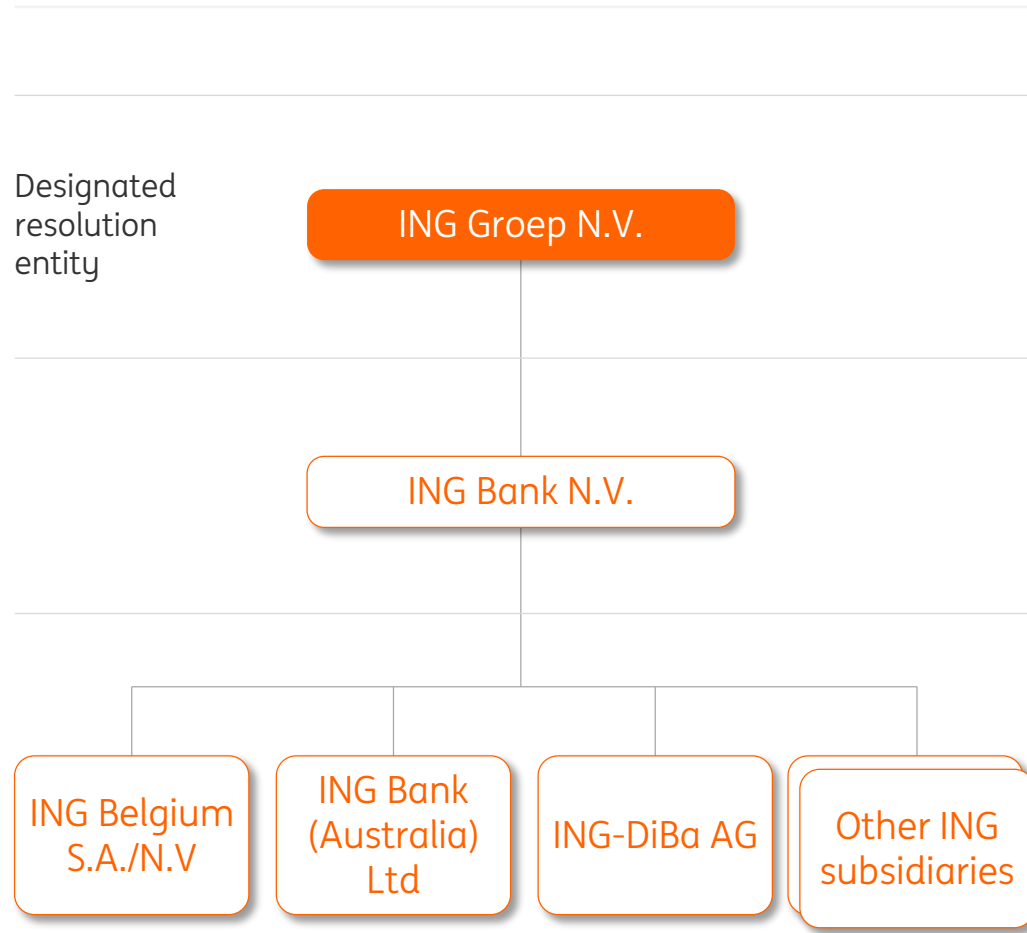 Designated
resolution
entity
ING Groep N.V.
ING Bank N.V.
ING Belgium
S.A./N.V
ING Bank
(Australia)
Ltd
ING-DiBa AG
Other ING
subsidiaries